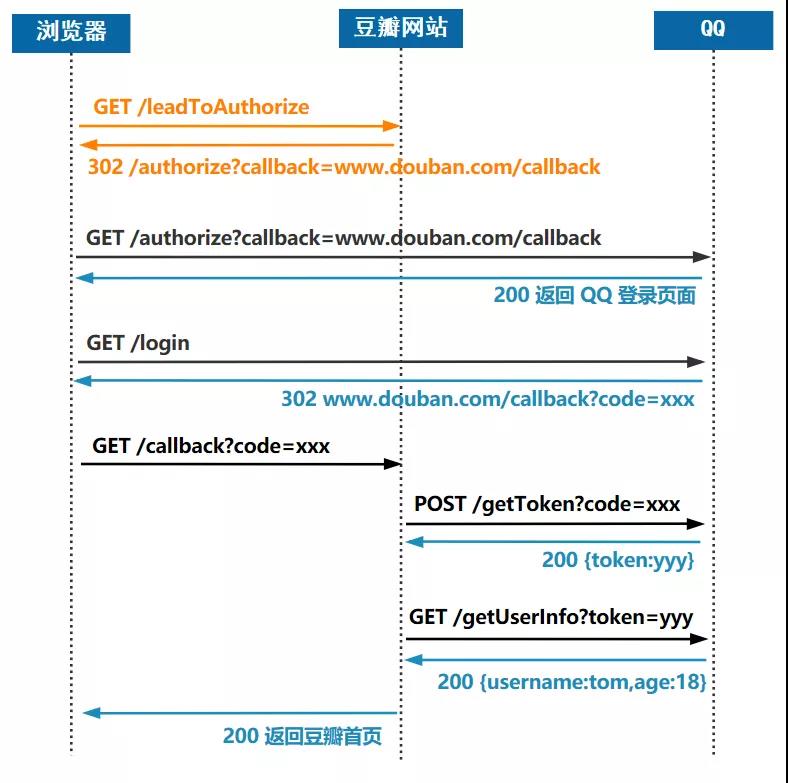 浏览器
豆瓣网站
QQ
GET /leadToAuthorize
302 /authorize?callback=www.douban.com/callback
GET /authorize?callback=www.douban.com/callback
200 返回 QQ 登录页面
GET /login
302 www.douban.com/callback?code=xxx
GET /callback?code=xxx
POST /getToken?code=xxx
200 {token:yyy}
GET /getUserInfo?token=yyy
200 {username:tom,age:18}
200 返回豆瓣首页